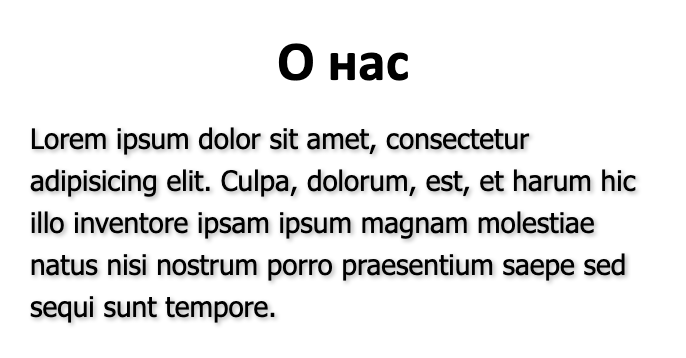 О нас
Lorem ipsum dolor sit amet, consectetur
adipisicing elit. Culpa, dolorum, est, et harum hic
illo inventore ipsam ipsum magnam molestiae
natus nisi nostrum porro praesentium saepe sed
sequi sunt tempore.